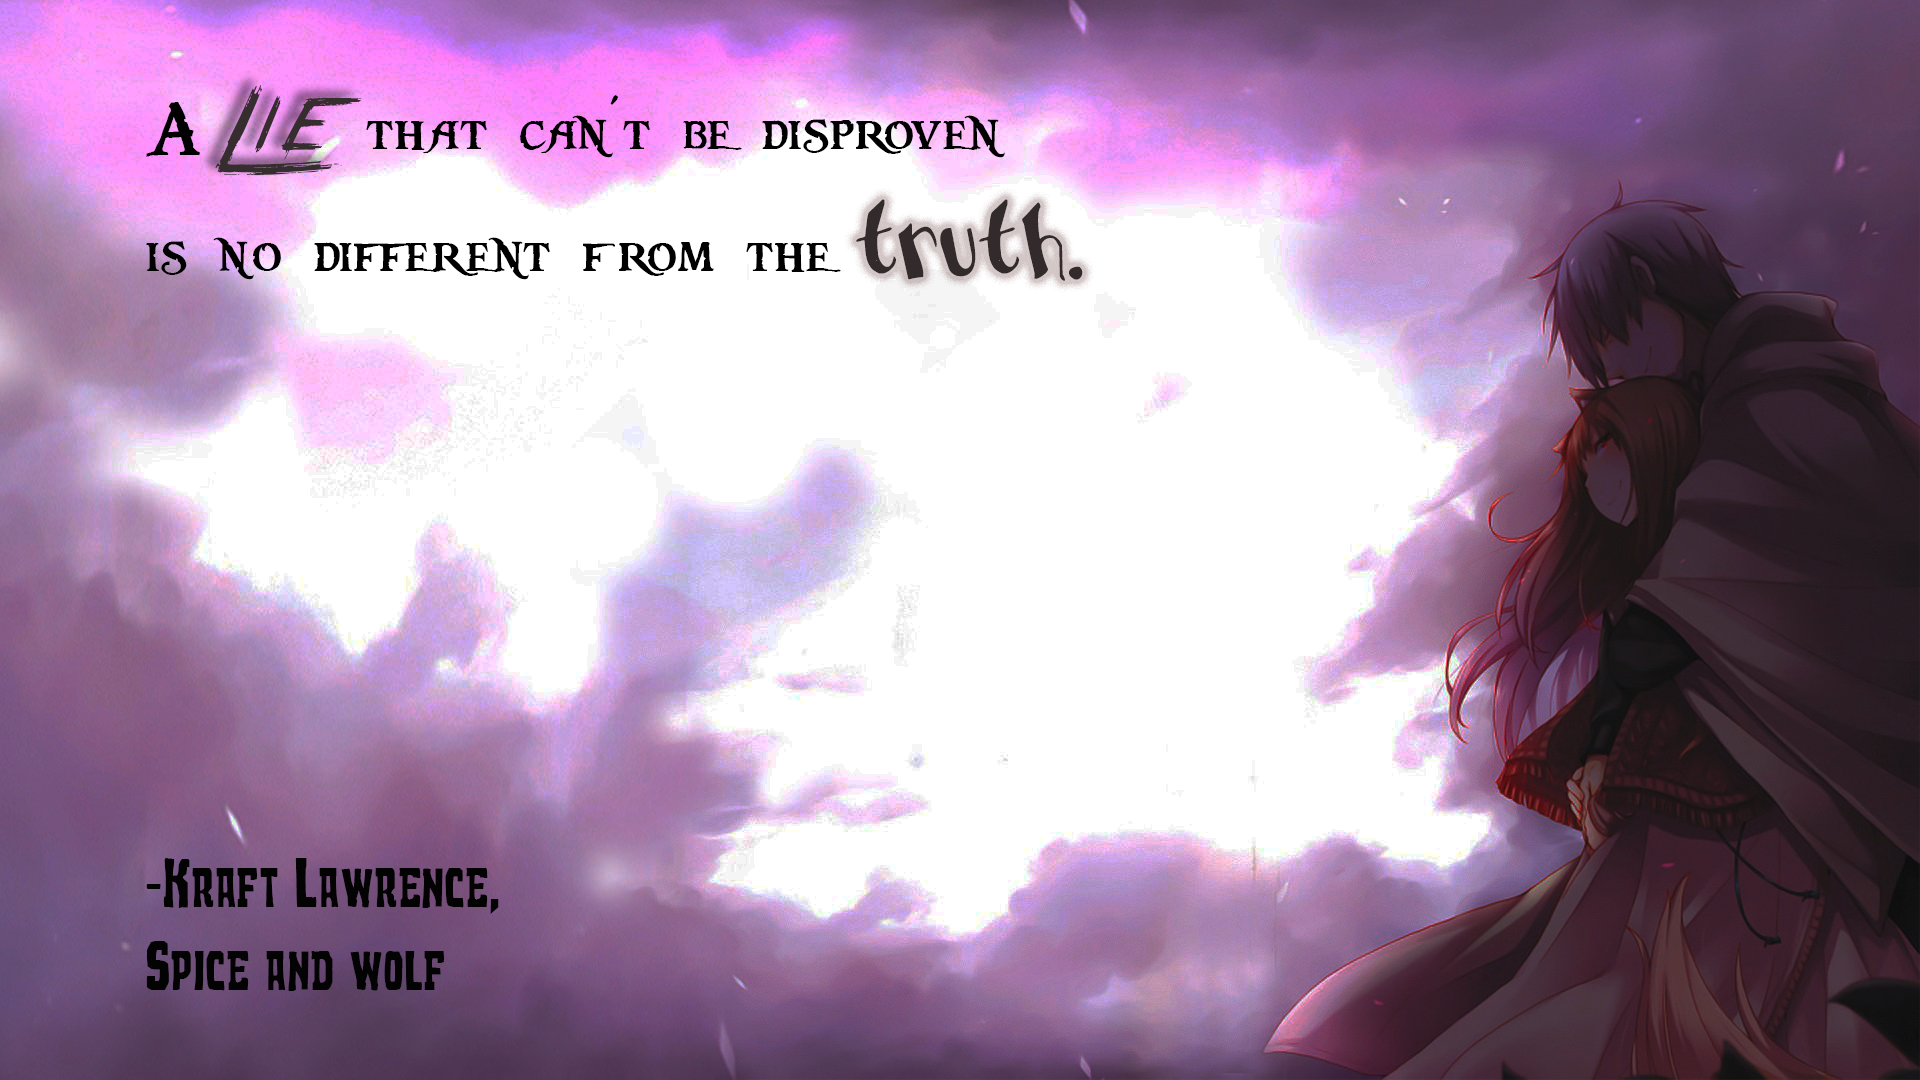 A LIE THAT CAN'T BE DISPROVEN
IS NO DIFFERENT FROM THE truth.
-KRAFT LAWRENCE,
SPICE AND WOLF